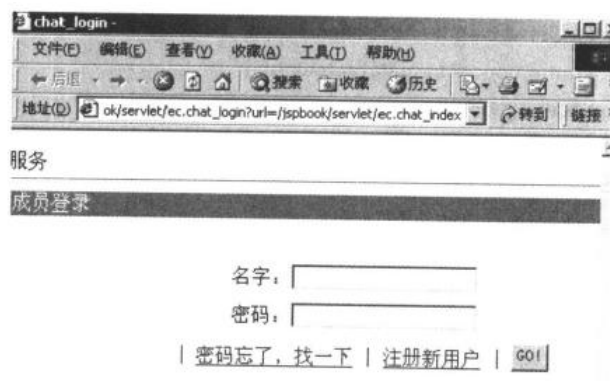 chat_login -
文件(F) 编辑(E) 查看(V) 收藏(A) 工具(T) 帮助(H)
后退 搜索 收藏 历史
地址(D) ok/servlet/ec.chat_login?url=/jspbook/servlet/ec.chat_index 转到 链接
服务
成员登录
名字：
密码：
| 密码忘了，找一下 | 注册新用户 | GO!